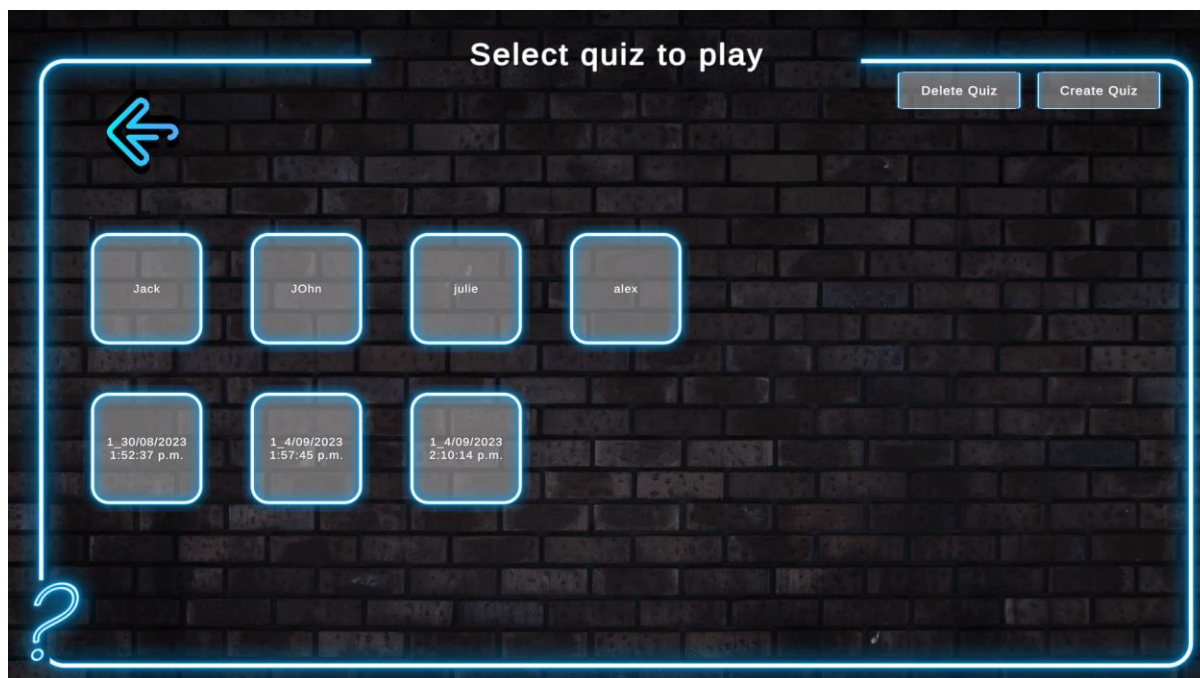 Select quiz to play
Delete Quiz
Create Quiz
Jack
JOhn
julie
alex
1_30/08/2023
1:52:37 p.m.
1_4/09/2023
1:57:45 p.m.
1_4/09/2023
2:10:14 p.m.
?